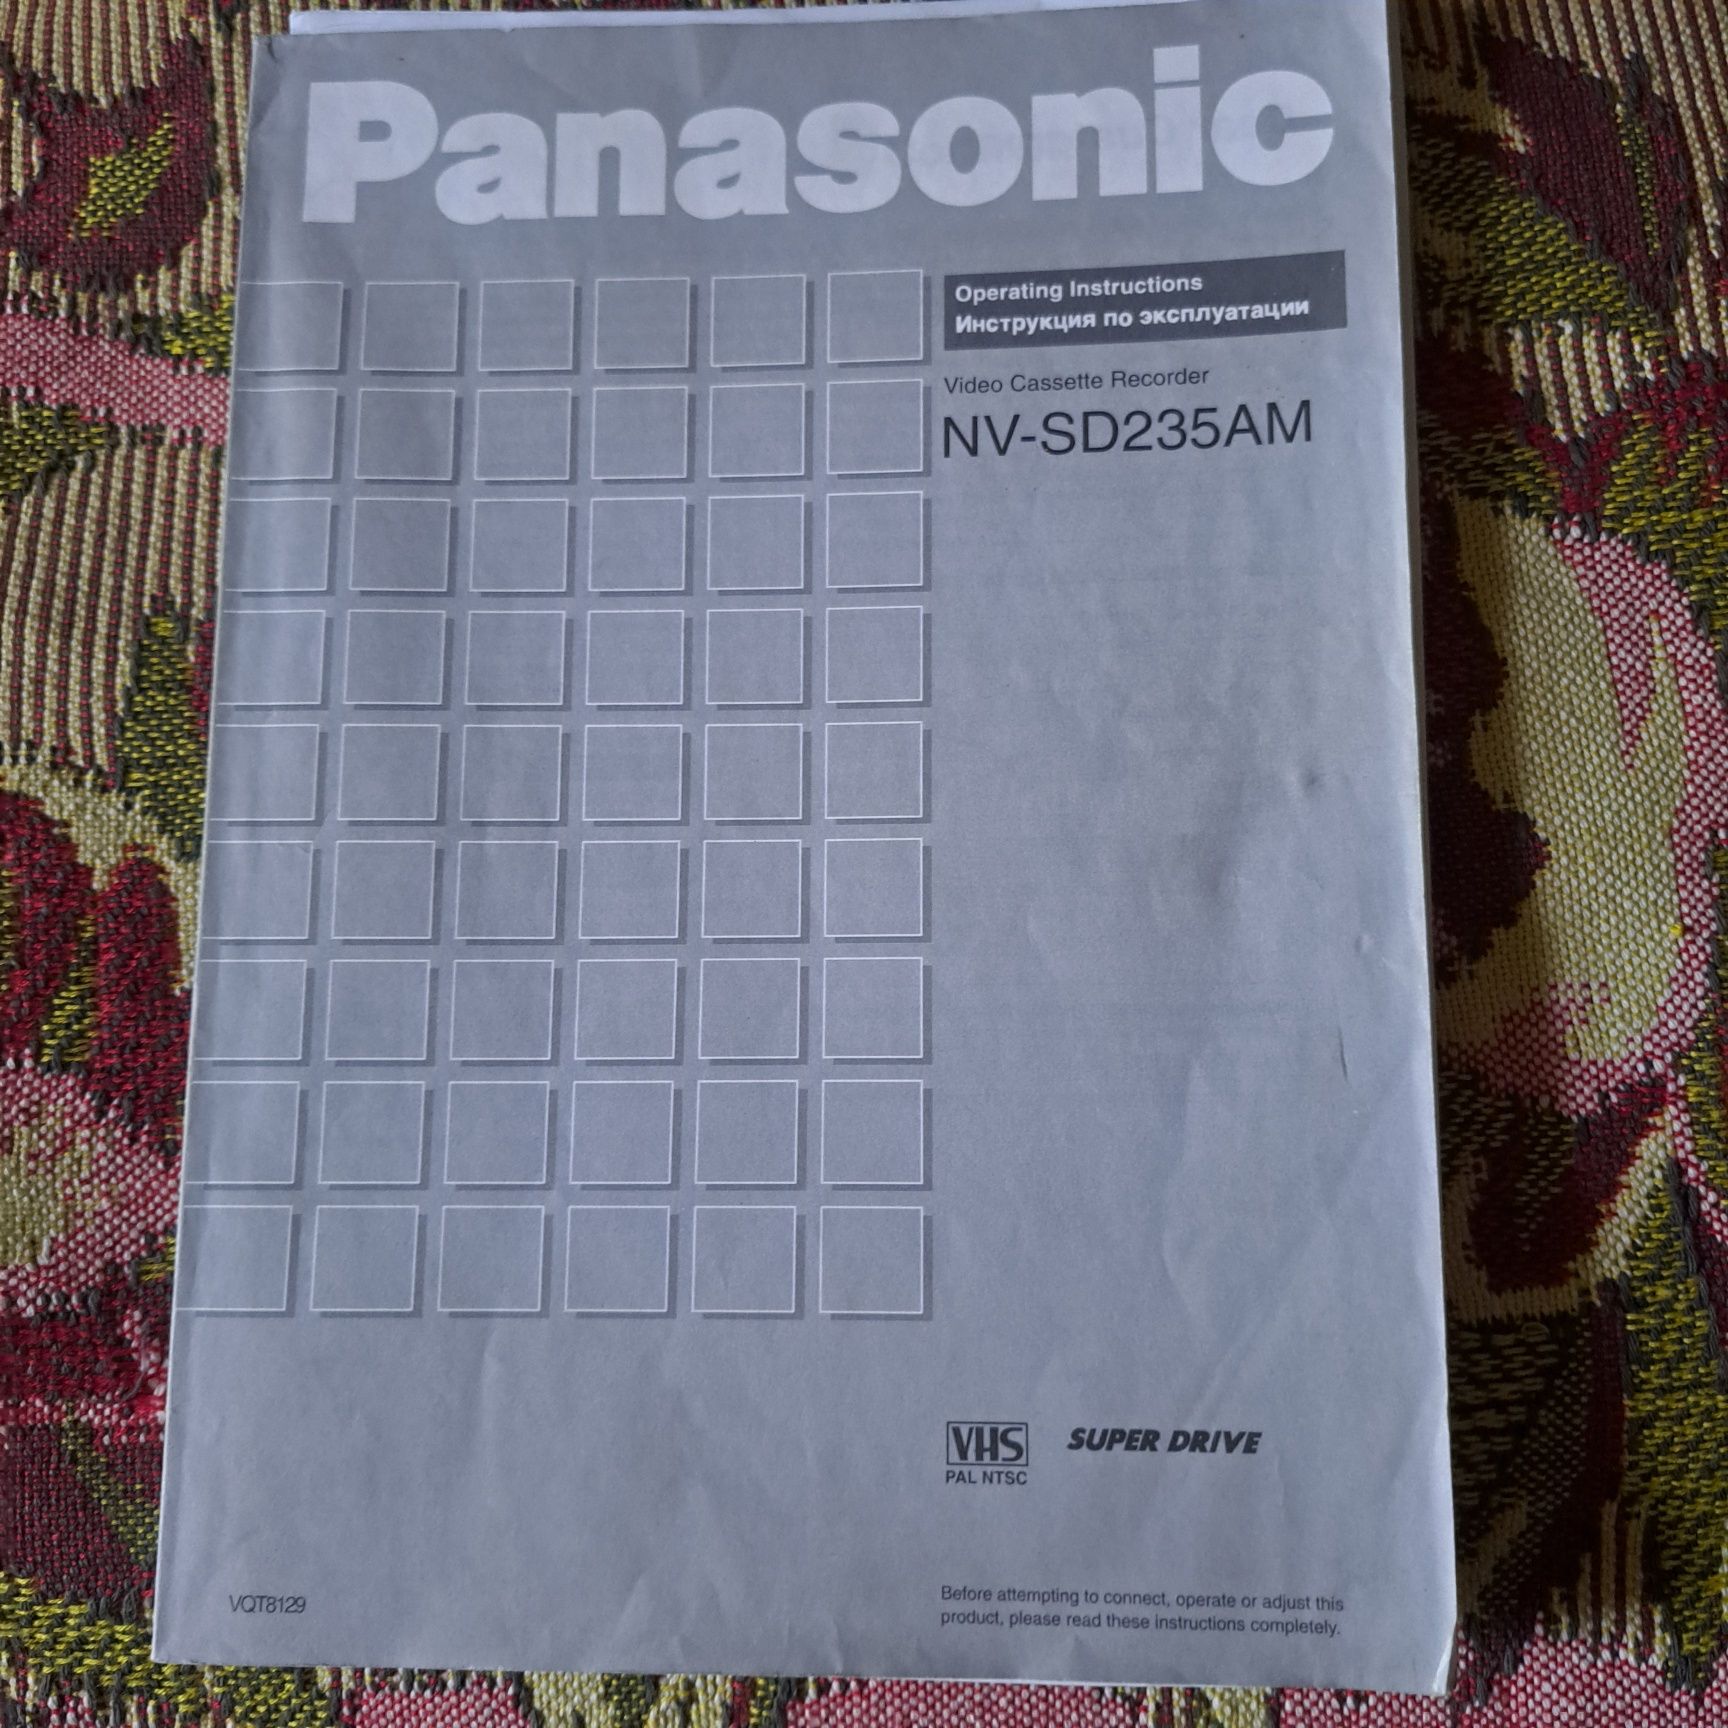 Panasonic
Operating Instructions
Инструкция по эксплуатации
Video Cassette Recorder
NV-SD235AM
VHS
PAL NTSC
SUPER DRIVE
VQT8129
Before attempting to connect, operate or adjust this
product, please read these instructions completely.